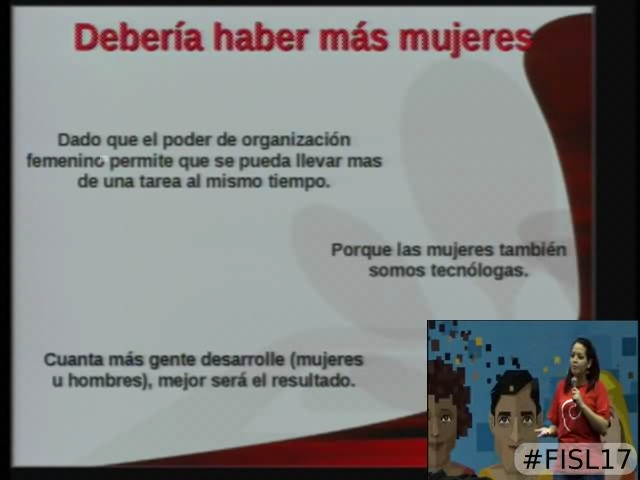 Debería haber más mujeres
Dado que el poder de organización
femenino permite que se pueda llevar mas
de una tarea al mismo tiempo.
Porque las mujeres también
somos tecnólogas.
Cuanta más gente desarrolle (mujeres
u hombres), mejor será el resultado.
#FISL17